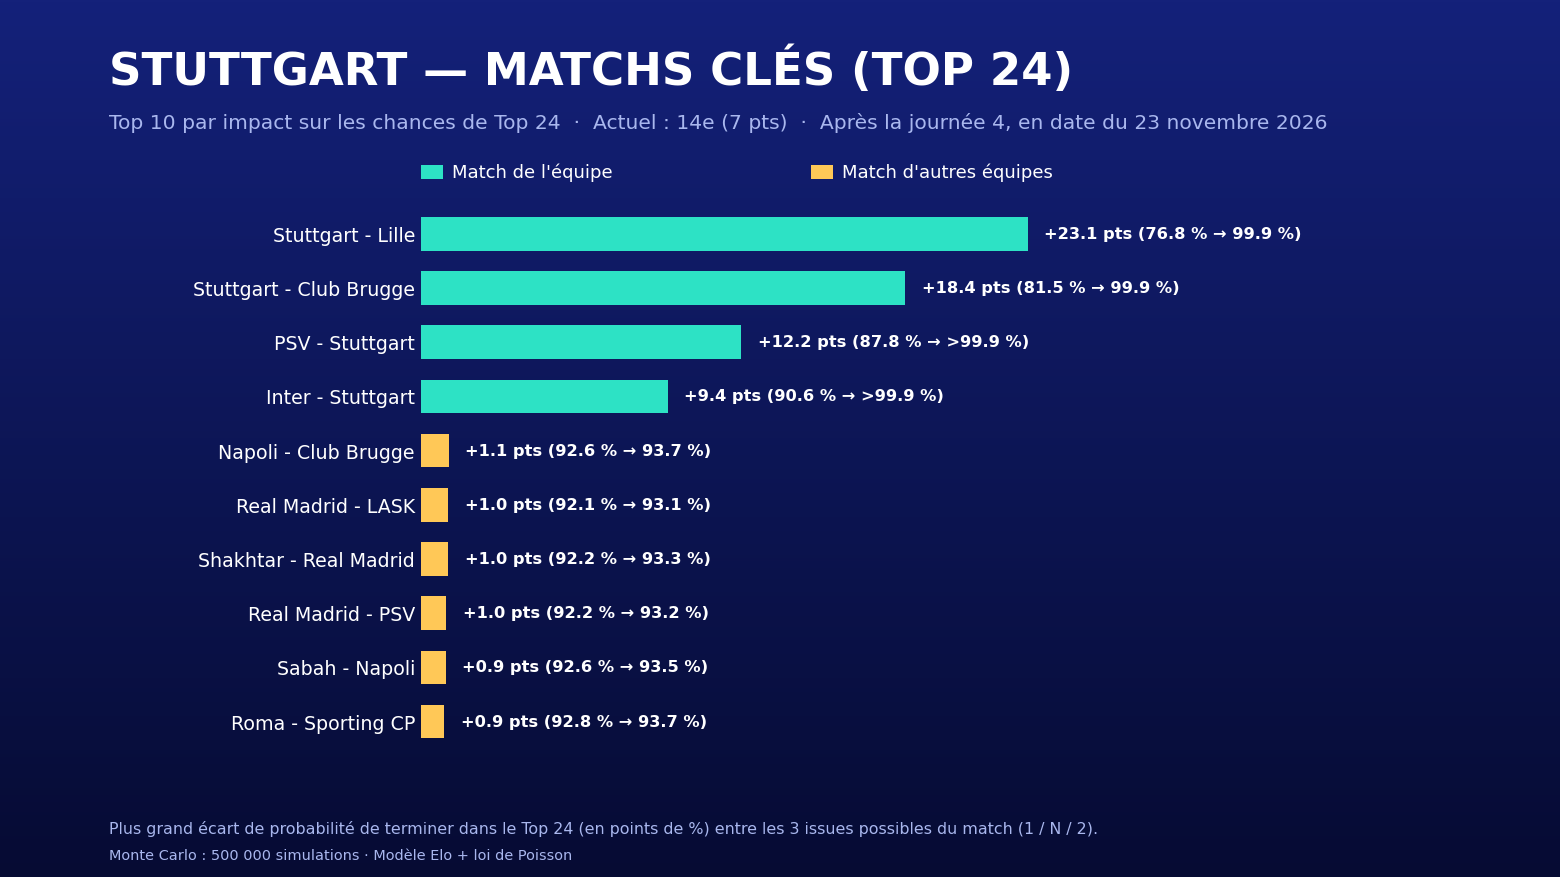 STUTTGART — MATCHS CLÉS (TOP 24)
Top 10 par impact sur les chances de Top 24 · Actuel : 14e (7 pts) · Après la journée 4, en date du 23 novembre 2026
Match de l'équipe Match d'autres équipes
Stuttgart - Lille +23.1 pts (76.8 % → 99.9 %)
Stuttgart - Club Brugge +18.4 pts (81.5 % → 99.9 %)
PSV - Stuttgart +12.2 pts (87.8 % → >99.9 %)
Inter - Stuttgart +9.4 pts (90.6 % → >99.9 %)
Napoli - Club Brugge +1.1 pts (92.6 % → 93.7 %)
Real Madrid - LASK +1.0 pts (92.1 % → 93.1 %)
Shakhtar - Real Madrid +1.0 pts (92.2 % → 93.3 %)
Real Madrid - PSV +1.0 pts (92.2 % → 93.2 %)
Sabah - Napoli +0.9 pts (92.6 % → 93.5 %)
Roma - Sporting CP +0.9 pts (92.8 % → 93.7 %)
Plus grand écart de probabilité de terminer dans le Top 24 (en points de %) entre les 3 issues possibles du match (1 / N / 2).
Monte Carlo : 500 000 simulations · Modèle Elo + loi de Poisson